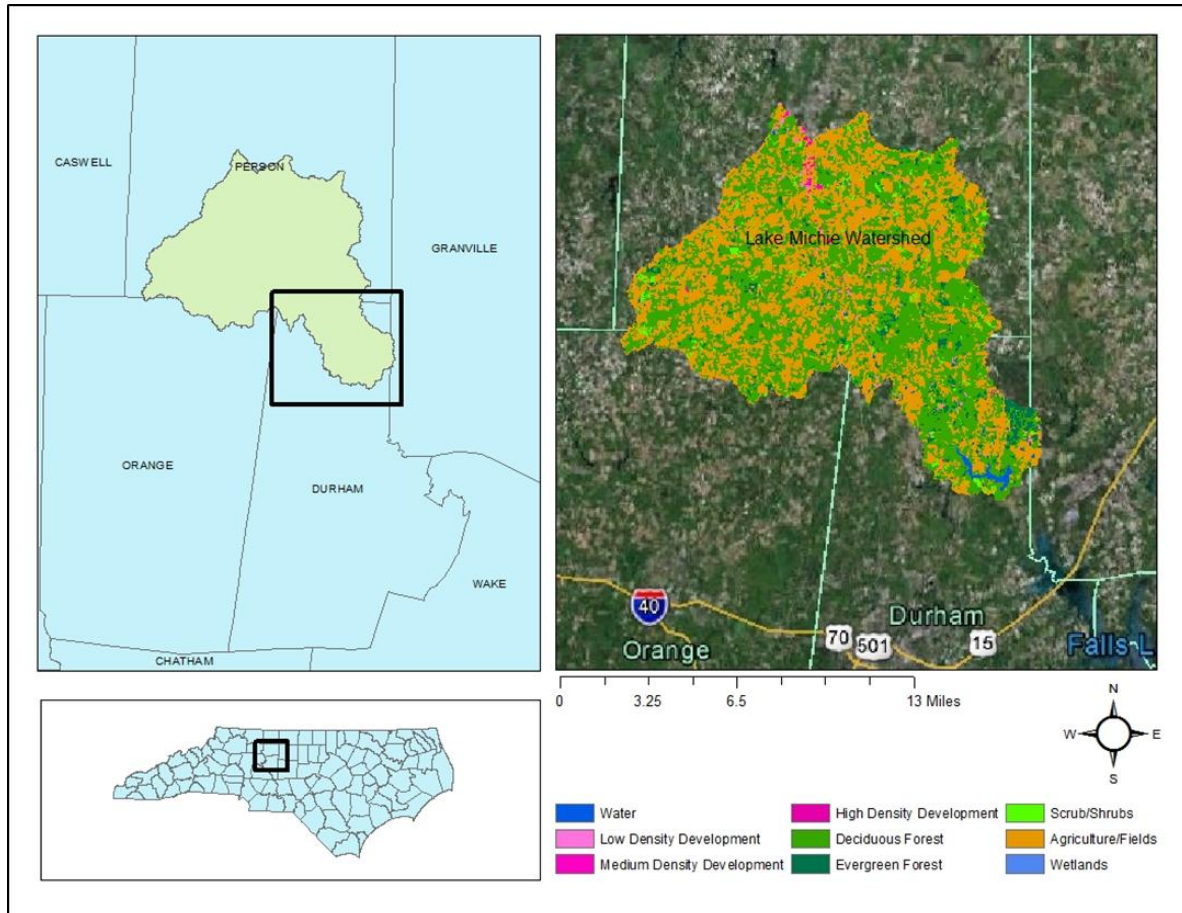 CASWELL
PERSON
GRANVILLE
ORANGE
DURHAM
WAKE
CHATHAM
Lake Michie Watershed
40
Orange
70
501
Durham
15
Falls L
0 3.25 6.5 13 Miles
N
W E
S
Water
Low Density Development
Medium Density Development
High Density Development
Deciduous Forest
Evergreen Forest
Scrub/Shrubs
Agriculture/Fields
Wetlands